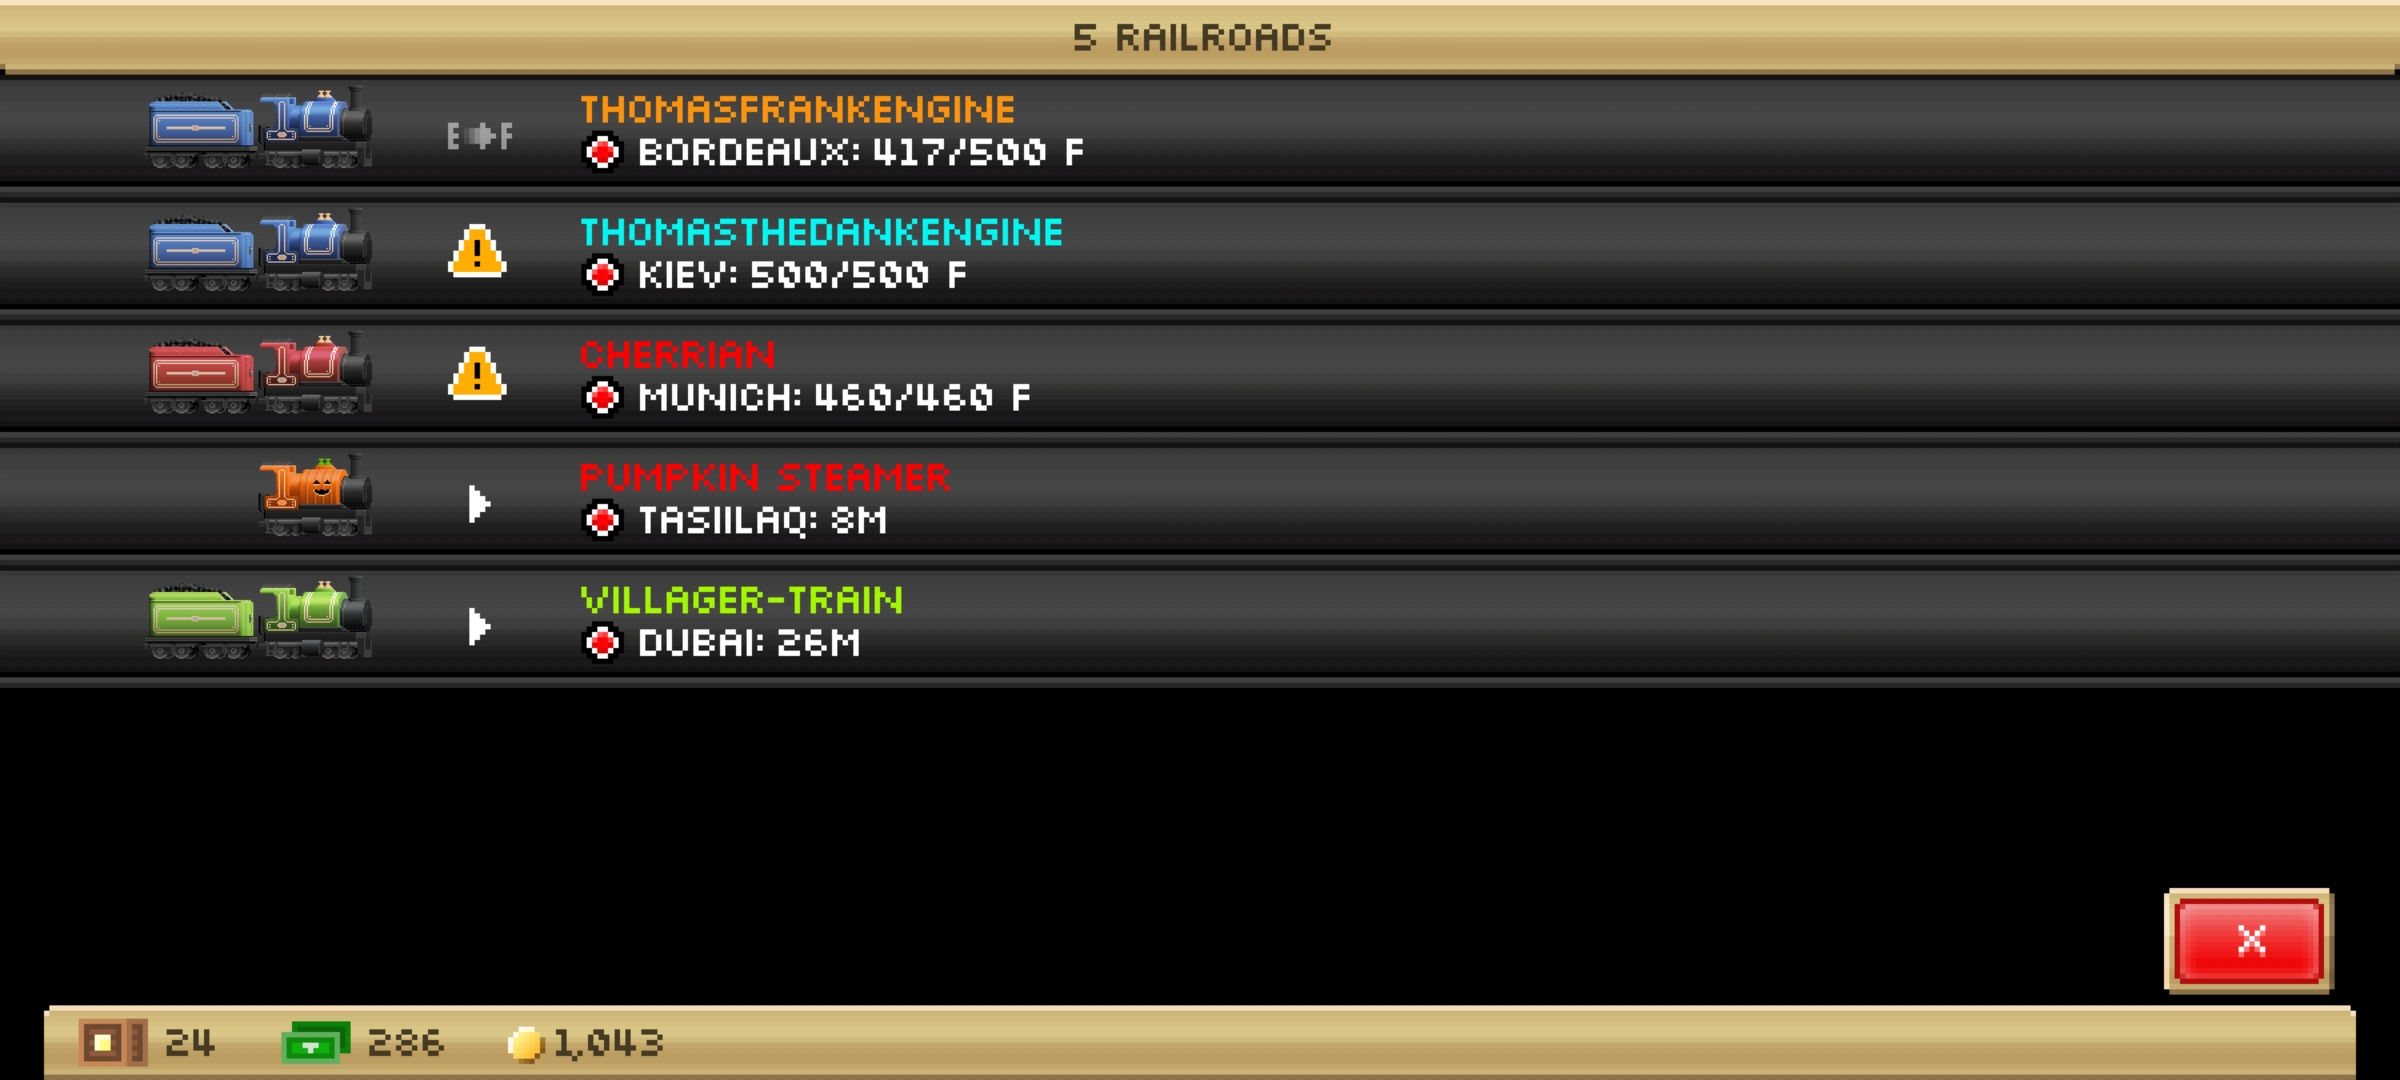 5 RAILROADS
E F
THOMASFRANKENGINE
BORDEAUX: 417/500 F
!
THOMASTHEDANKENGINE
KIEV: 500/500 F
!
CHERRIAN
MUNICH: 460/460 F
PUMPKIN STEAMER
TASIILAQ: 8M
VILLAGER-TRAIN
DUBAI: 26M
X
24 286 1,043